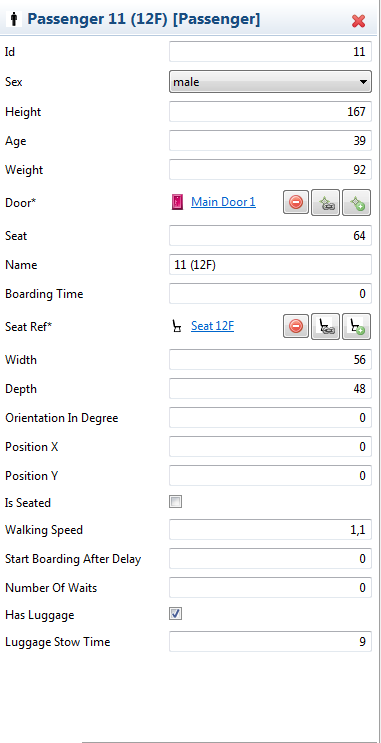 Passenger 11 (12F) [Passenger]
Id 11
Sex male
Height 167
Age 39
Weight 92
Door* Main Door 1
Seat 64
Name 11 (12F)
Boarding Time 0
Seat Ref* Seat 12F
Width 56
Depth 48
Orientation In Degree 0
Position X 0
Position Y 0
Is Seated
Walking Speed 1,1
Start Boarding After Delay 0
Number Of Waits 0
Has Luggage
Luggage Stow Time 9